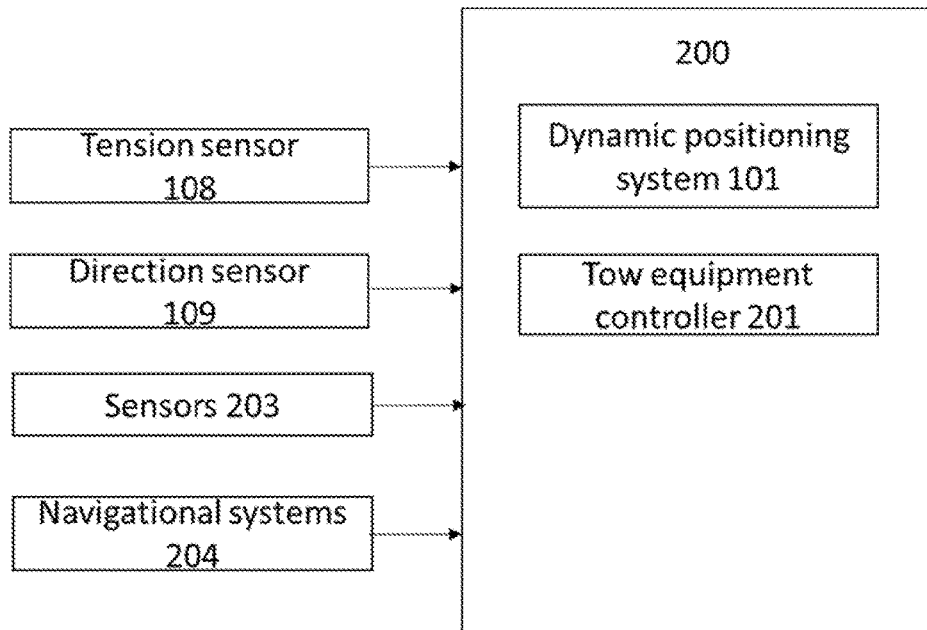 200
Tension sensor
108
Dynamic positioning
system 101
Direction sensor
109
Tow equipment
controller 201
Sensors 203
Navigational systems
204